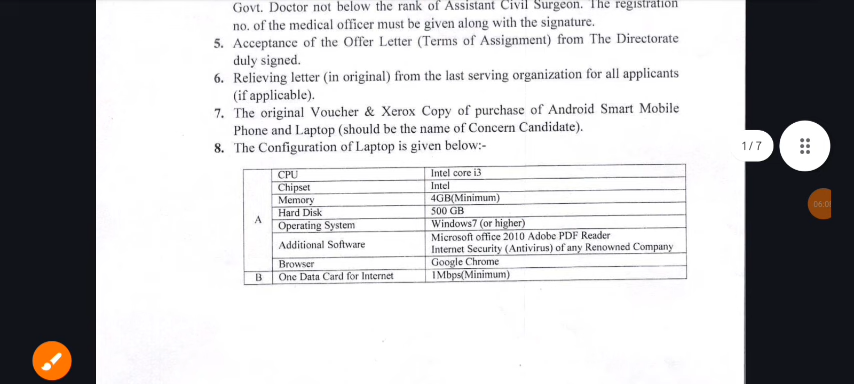 Govt. Doctor not below the rank of Assistant Civil Surgeon. The registration
no. of the medical officer must be given along with the signature.
5. Acceptance of the Offer Letter (Terms of Assignment) from The Directorate
duly signed.
6. Relieving letter (in original) from the last serving organization for all applicants
(if applicable).
7. The original Voucher & Xerox Copy of purchase of Android Smart Mobile
Phone and Laptop (should be the name of Concern Candidate).
8. The Configuration of Laptop is given below:-
1/7
A
CPU Intel core i3
Chipset Intel
Memory 4GB(Minimum)
Hard Disk 500 GB
Operating System Windows7 (or higher)
Additional Software Microsoft office 2010 Adobe PDF Reader
Internet Security (Antivirus) of any Renowned Company
Browser Google Chrome
B One Data Card for Internet 1Mbps(Minimum)